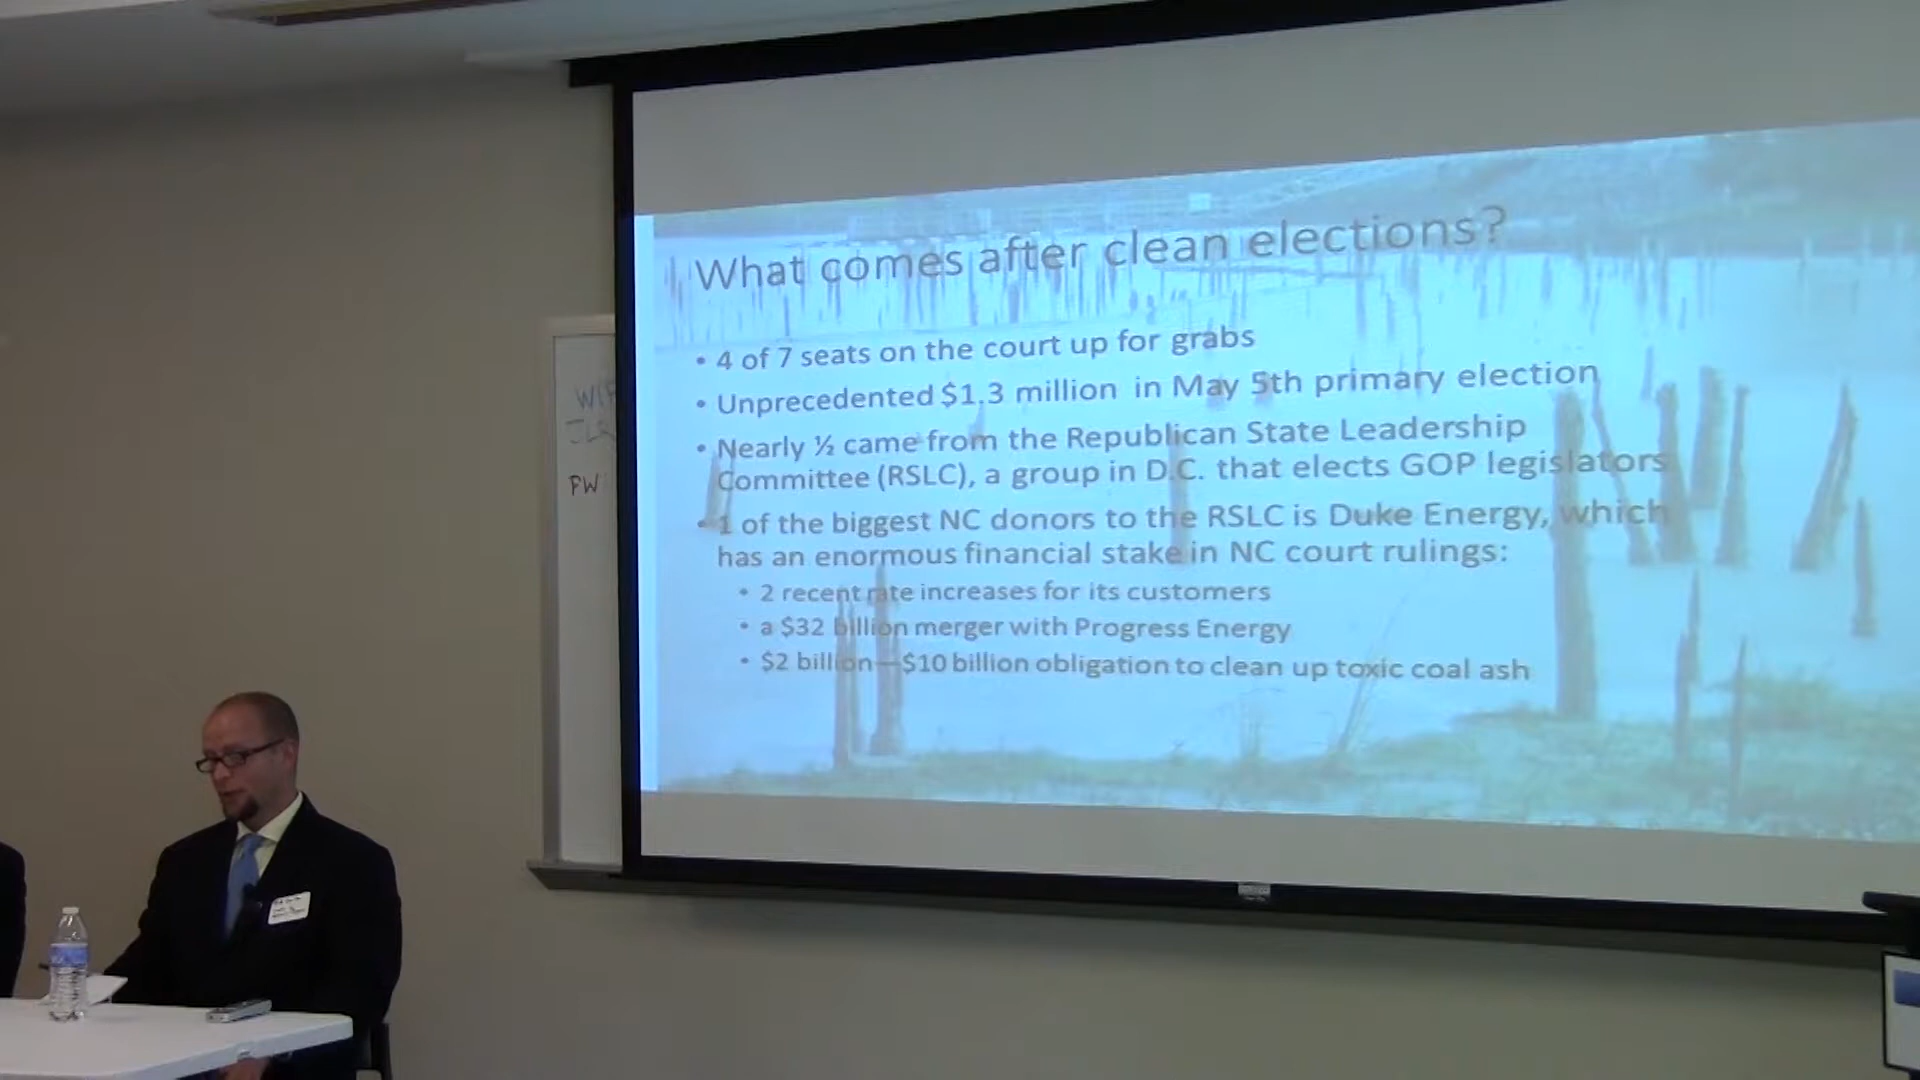 What comes after clean elections?
• 4 of 7 seats on the court up for grabs
• Unprecedented $1.3 million in May 5th primary election
• Nearly ½ came from the Republican State Leadership
Committee (RSLC), a group in D.C. that elects GOP legislators
• 1 of the biggest NC donors to the RSLC is Duke Energy, which
has an enormous financial stake in NC court rulings:
• 2 recent rate increases for its customers
• a $32 billion merger with Progress Energy
• $2 billion—$10 billion obligation to clean up toxic coal ash
PW